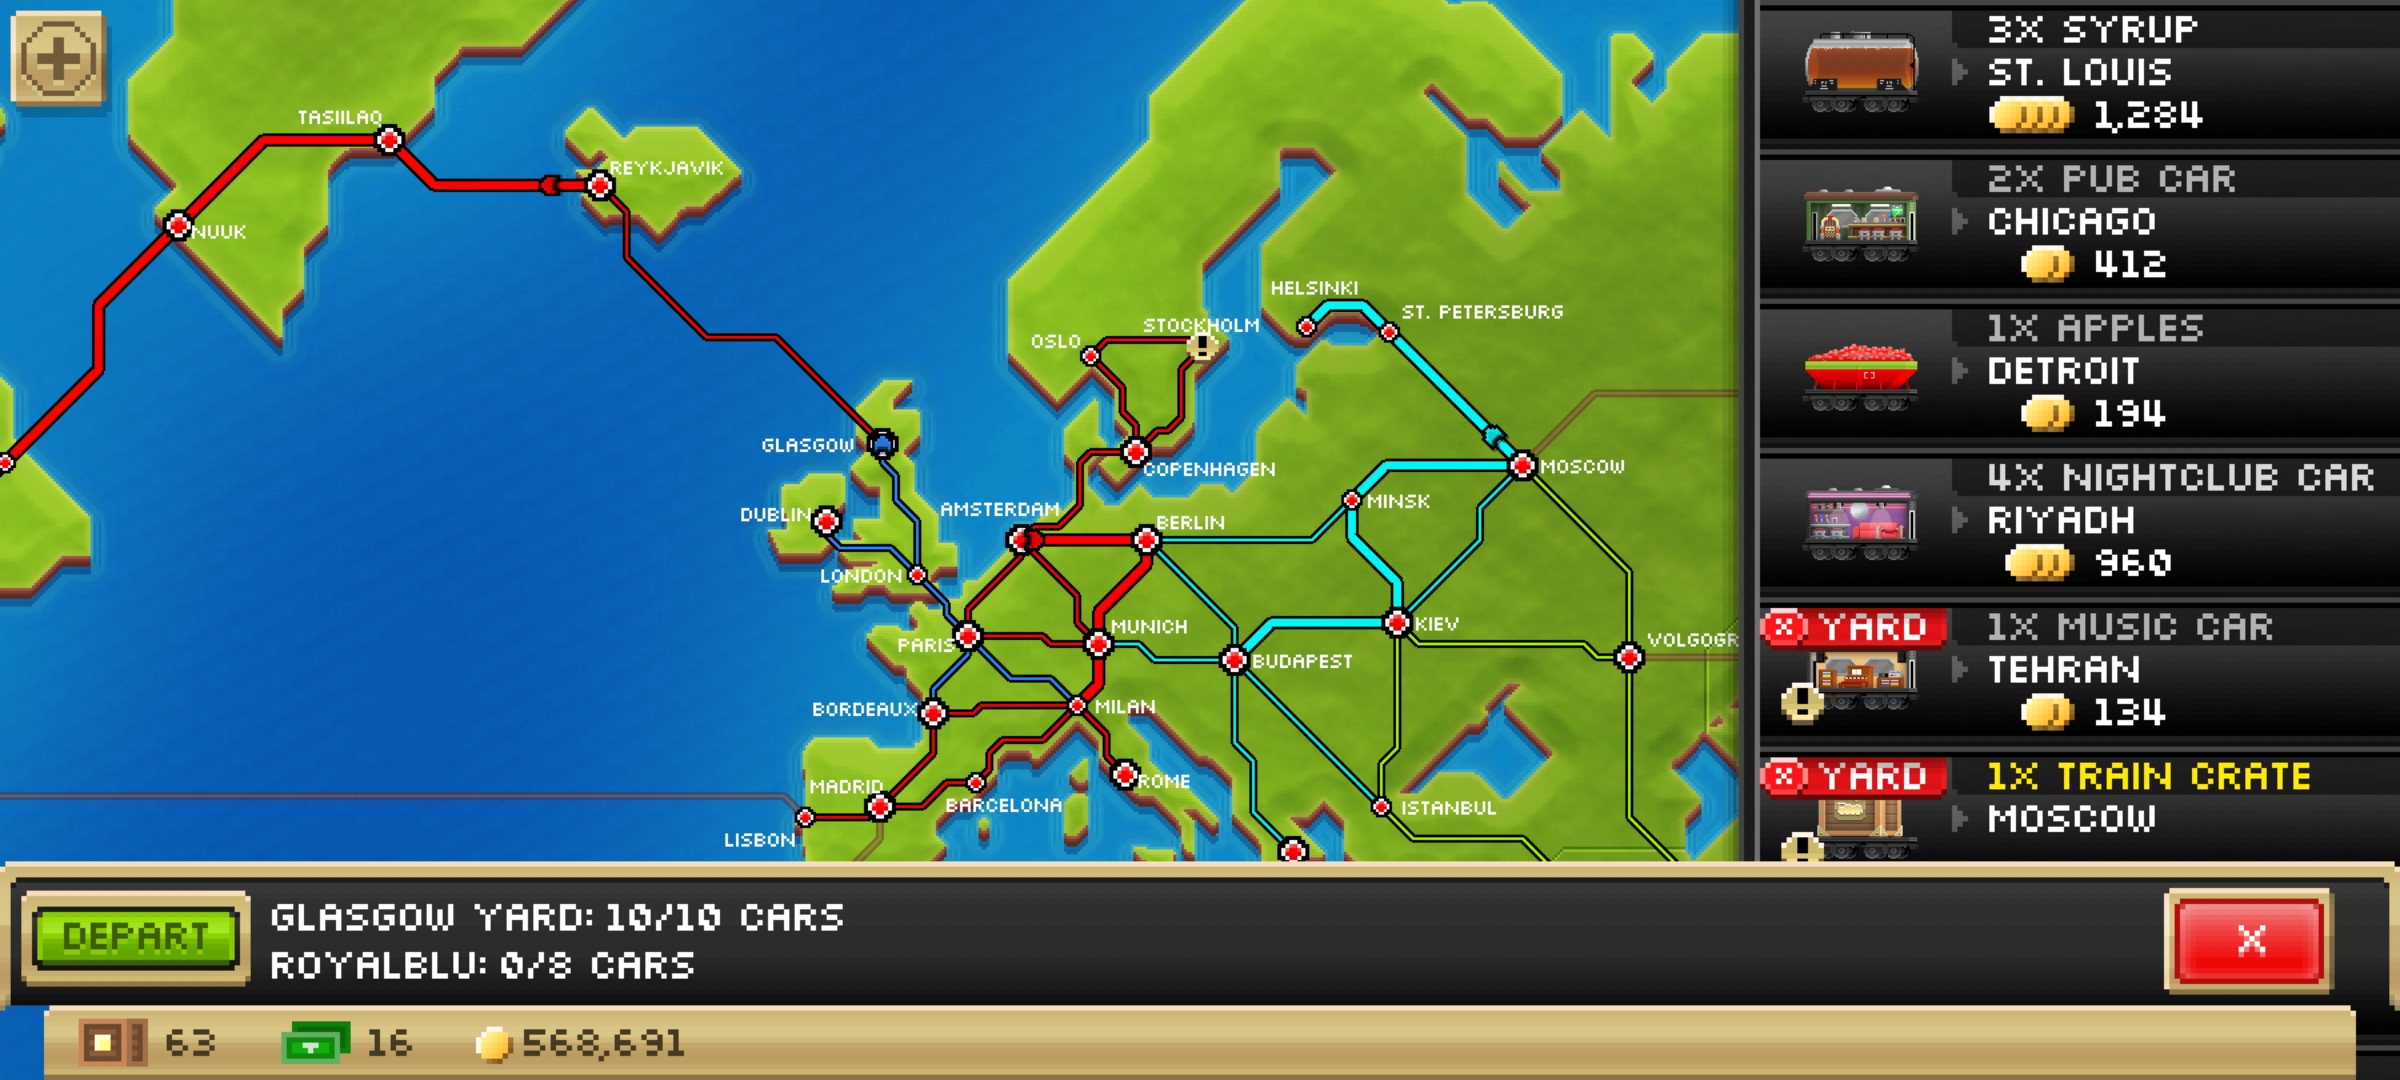 TASIILAQ
REYKJAVIK
NUUK
HELSINKI
ST. PETERSBURG
STOCKHOLM
OSLO
GLASGOW
COPENHAGEN
MOSCOW
MINSK
DUBLIN
AMSTERDAM
BERLIN
LONDON
PARIS
MUNICH
KIEV
BUDAPEST
VOLGOGR
BORDEAUX
MILAN
MADRID
BARCELONA
ROME
ISTANBUL
LISBON
3X SYRUP
ST. LOUIS
1,284
2X PUB CAR
CHICAGO
412
1X APPLES
DETROIT
194
4X NIGHTCLUB CAR
RIYADH
960
YARD
1X MUSIC CAR
TEHRAN
134
YARD
1X TRAIN CRATE
MOSCOW
DEPART
GLASGOW YARD: 10/10 CARS
ROYALBLU: 0/8 CARS
X
63
16
568,691